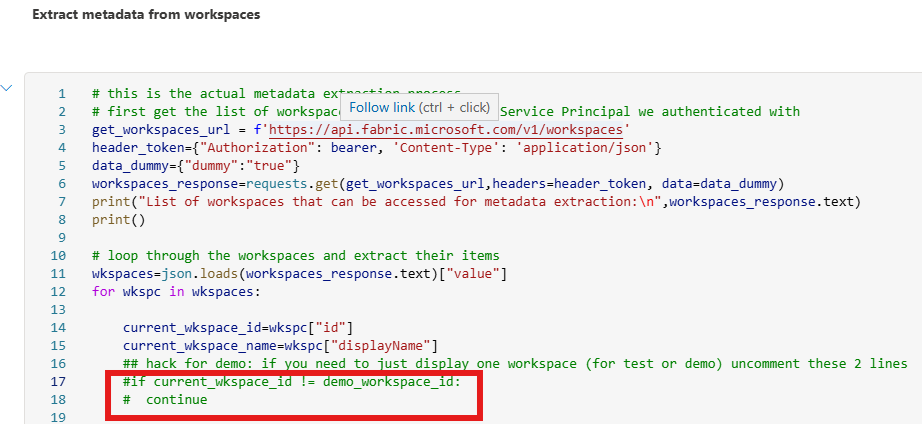 Extract metadata from workspaces
1 # this is the actual metadata extraction process
2 # first get the list of workspac Follow link (ctrl + click) Service Principal we authenticated with
3 get_workspaces_url = f'https://api.fabric.microsoft.com/v1/workspaces'
4 header_token={"Authorization": bearer, 'Content-Type': 'application/json'}
5 data_dummy={"dummy":"true"}
6 workspaces_response=requests.get(get_workspaces_url,headers=header_token, data=data_dummy)
7 print("List of workspaces that can be accessed for metadata extraction:\n",workspaces_response.text)
8 print()
9
10 # loop through the workspaces and extract their items
11 wkspaces=json.loads(workspaces_response.text)["value"]
12 for wkspc in wkspaces:
13
14 current_wkspace_id=wkspc["id"]
15 current_wkspace_name=wkspc["displayName"]
16 ## hack for demo: if you need to just display one workspace (for test or demo) uncomment these 2 lines
17 #if current_wkspace_id != demo_workspace_id:
18 #  continue
19